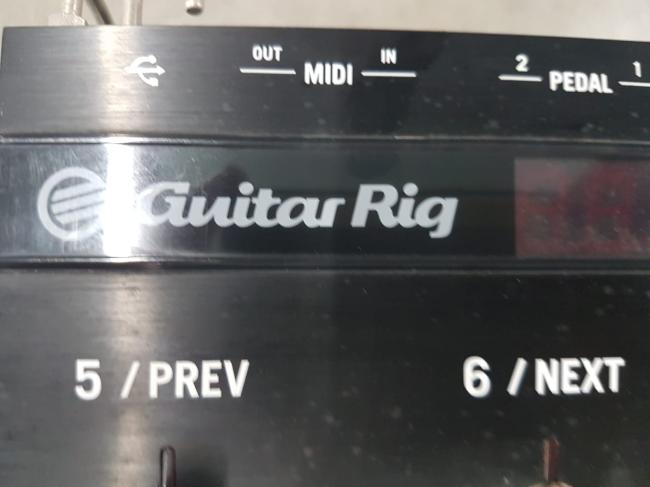 OUT MIDI IN 2 PEDAL 1
Guitar Rig
5 / PREV 6 / NEXT